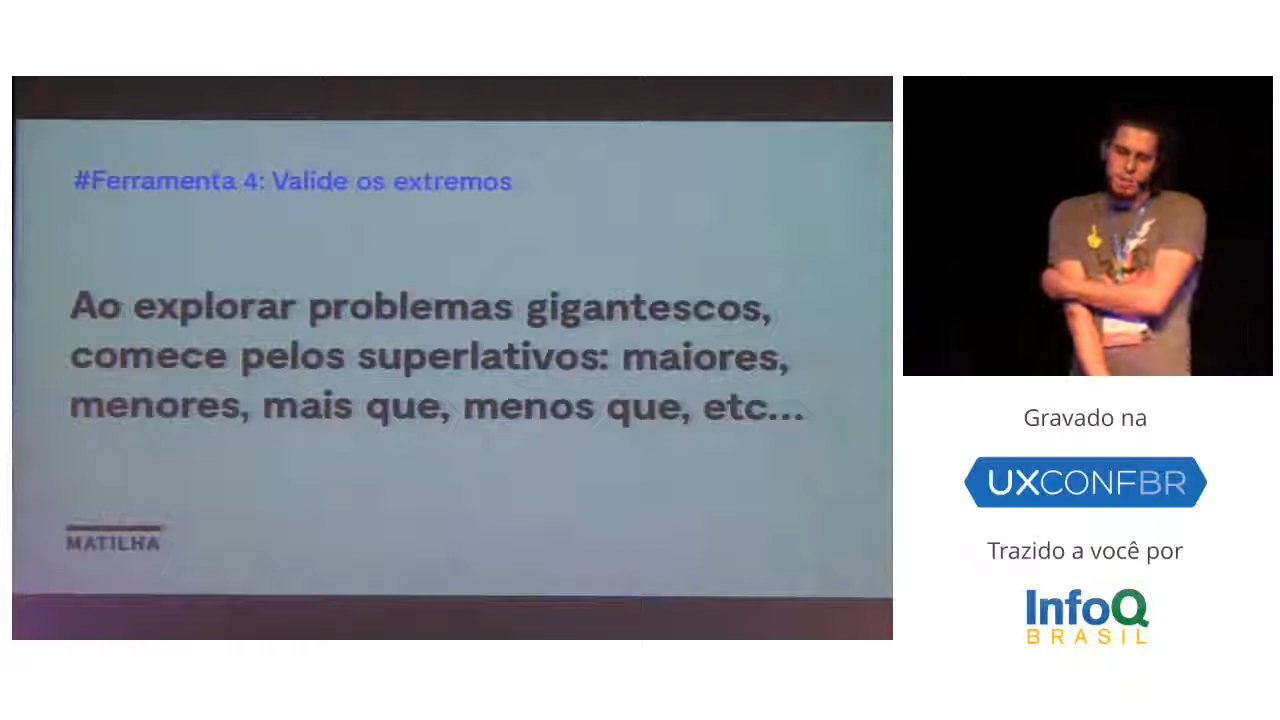 #Ferramenta 4: Valide os extremos
Ao explorar problemas gigantescos,
comece pelos superlativos: maiores,
menores, mais que, menos que, etc...
MATILHA
Gravado na
UXCONFBR
Trazido a você por
InfoQ
BRASIL